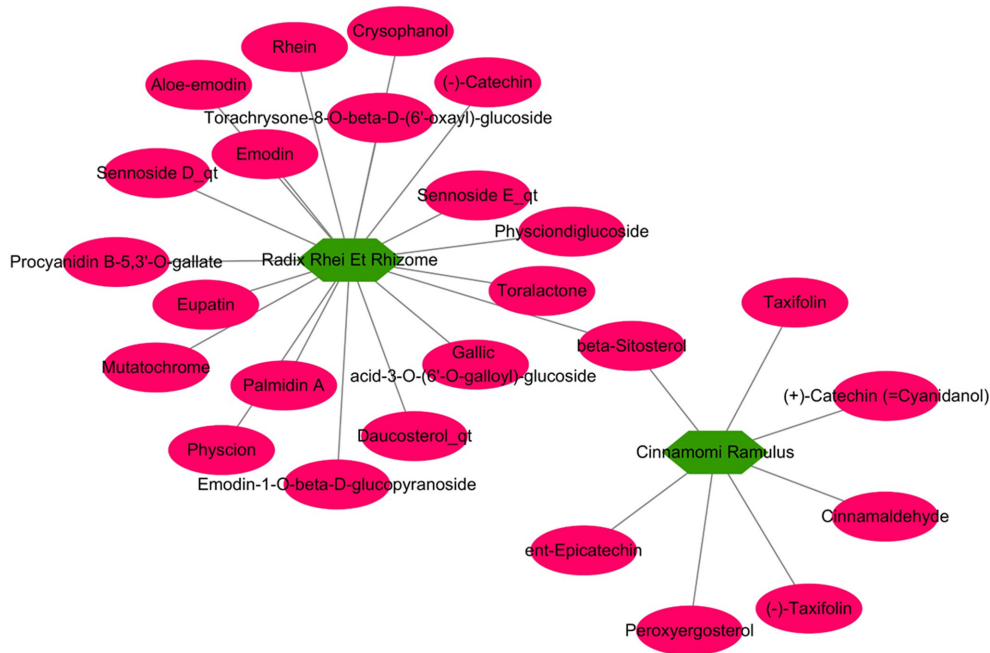 Crysophanol
Rhein
Aloe-emodin
(-)-Catechin
Torachrysone-8-O-beta-D-(6'-oxayl)-glucoside
Emodin
Sennoside D_qt
Sennoside E_qt
Physciondiglucoside
Procyanidin B-5,3'-O-gallate
Radix Rhei Et Rhizome
Toralactone
Eupatin
Taxifolin
beta-Sitosterol
Mutatochrome
Gallic
acid-3-O-(6'-O-galloyl)-glucoside
Palmidin A
(+)-Catechin (=Cyanidanol)
Daucosterol_qt
Physcion
Cinnamomi Ramulus
Emodin-1-O-beta-D-glucopyranoside
Cinnamaldehyde
ent-Epicatechin
(-)-Taxifolin
Peroxyergosterol